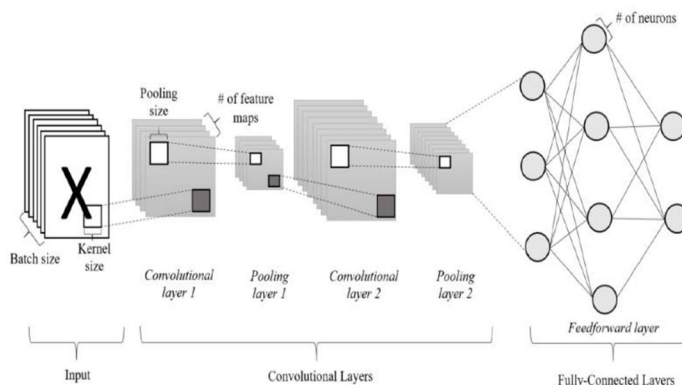 # of neurons
Pooling
size
# of feature
maps
X
Batch size
Kernel
size
Convolutional
layer 1
Pooling
layer 1
Convolutional
layer 2
Pooling
layer 2
Feedforward layer
Input
Convolutional Layers
Fully-Connected Layers